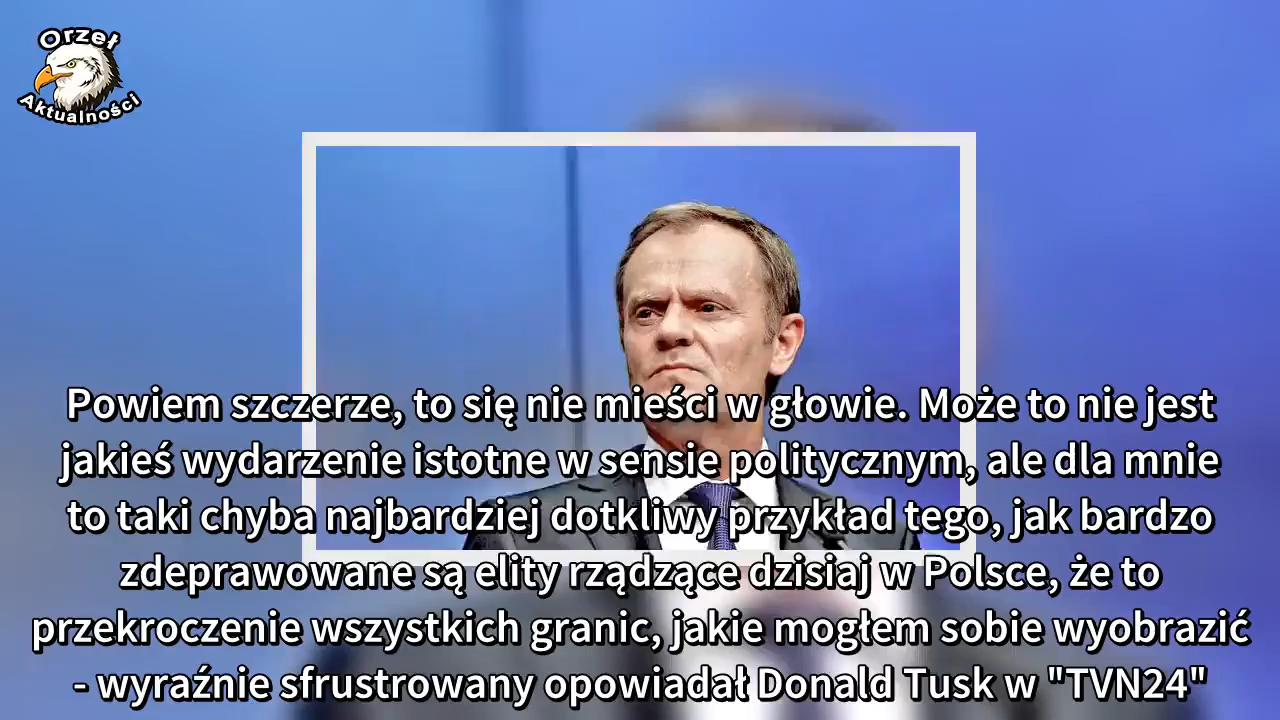 Orzeł
Aktualności
Powiem szczerze, to się nie mieści w głowie. Może to nie jest
jakieś wydarzenie istotne w sensie politycznym, ale dla mnie
to taki chyba najbardziej dotkliwy przykład tego, jak bardzo
zdeprawowane są elity rządzące dzisiaj w Polsce, że to
przekroczenie wszystkich granic, jakie mogłem sobie wyobrazić
- wyraźnie sfrustrowany opowiadał Donald Tusk w "TVN24"